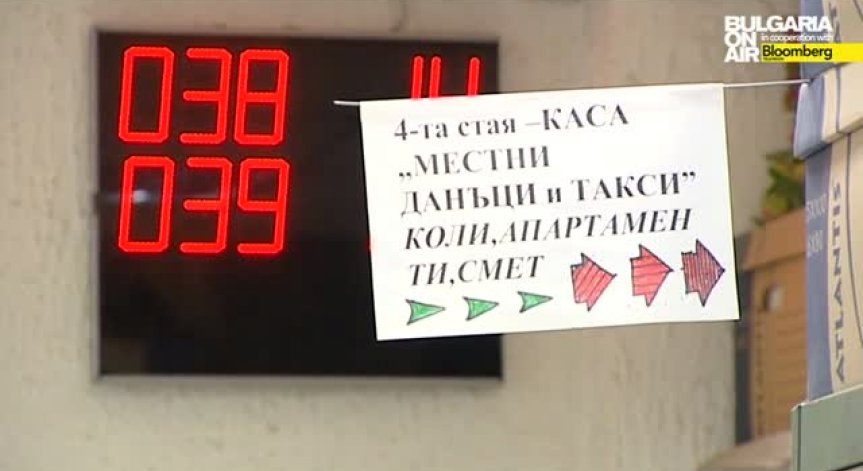 BULGARIA
ON
AIR
in cooperation with
Bloomberg
038
039
4-та стая –КАСА
„МЕСТНИ
ДАНЪЦИ и ТАКСИ”
КОЛИ,АПАРТАМЕН
ТИ,СМЕТ
ATLANTIS